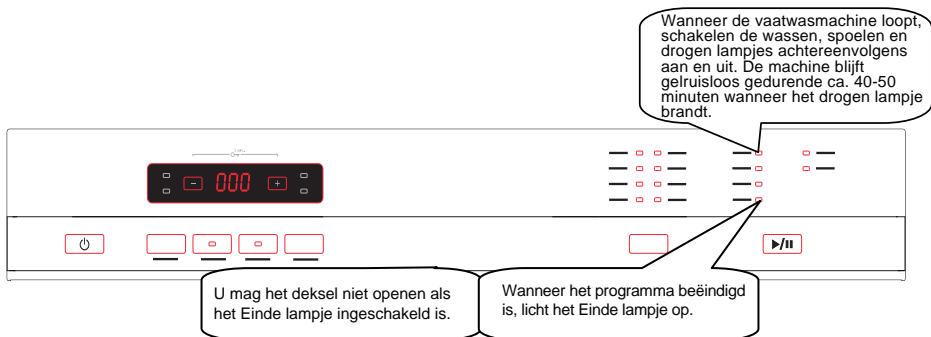 Wanneer de vaatwasmachine loopt,
schakelen de wassen, spoelen en
drogen lampjes achtereenvolgens
aan en uit. De machine blijft
gelruisloos gedurende ca. 40-50
minuten wanneer het drogen lampje
brandt.
000
U mag het deksel niet openen als
het Einde lampje ingeschakeld is.
Wanneer het programma beëindigd
is, licht het Einde lampje op.